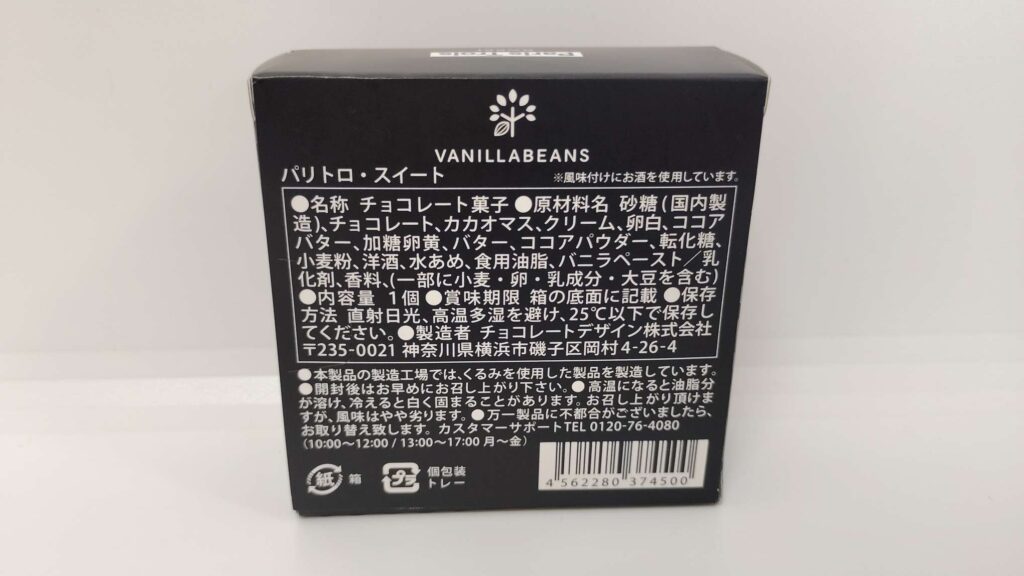 VANILLABEANS
パリトロ・スイート
※風味付けにお酒を使用しています。
●名称 チョコレート菓子 ●原材料名 砂糖(国内製
造)、チョコレート、カカオマス、クリーム、卵白、ココア
バター、加糖卵黄、バター、ココアパウダー、転化糖、
小麦粉、洋酒、水あめ、食用油脂、バニラペースト／乳
化剤、香料、(一部に小麦・卵・乳成分・大豆を含む)
●内容量 1個 ●賞味期限 箱の底面に記載 ●保存
方法 直射日光、高温多湿を避け、25℃以下で保存し
てください。●製造者 チョコレートデザイン株式会社
〒235-0021 神奈川県横浜市磯子区岡村4-26-4
●本製品の製造工場では、くるみを使用した製品を製造しています。
●開封後はお早めにお召し上がり下さい。●高温になると油脂分
が溶け、冷えると白く固まることがあります。お召し上がり頂けま
すが、風味はやや劣ります。●万一製品に不都合がございましたら、
お取り替え致します。カスタマーサポートTEL 0120-76-4080
(10:00～12:00 / 13:00～17:00 月～金)
紙 箱
プラ 個包装
トレー
4 562280 374500